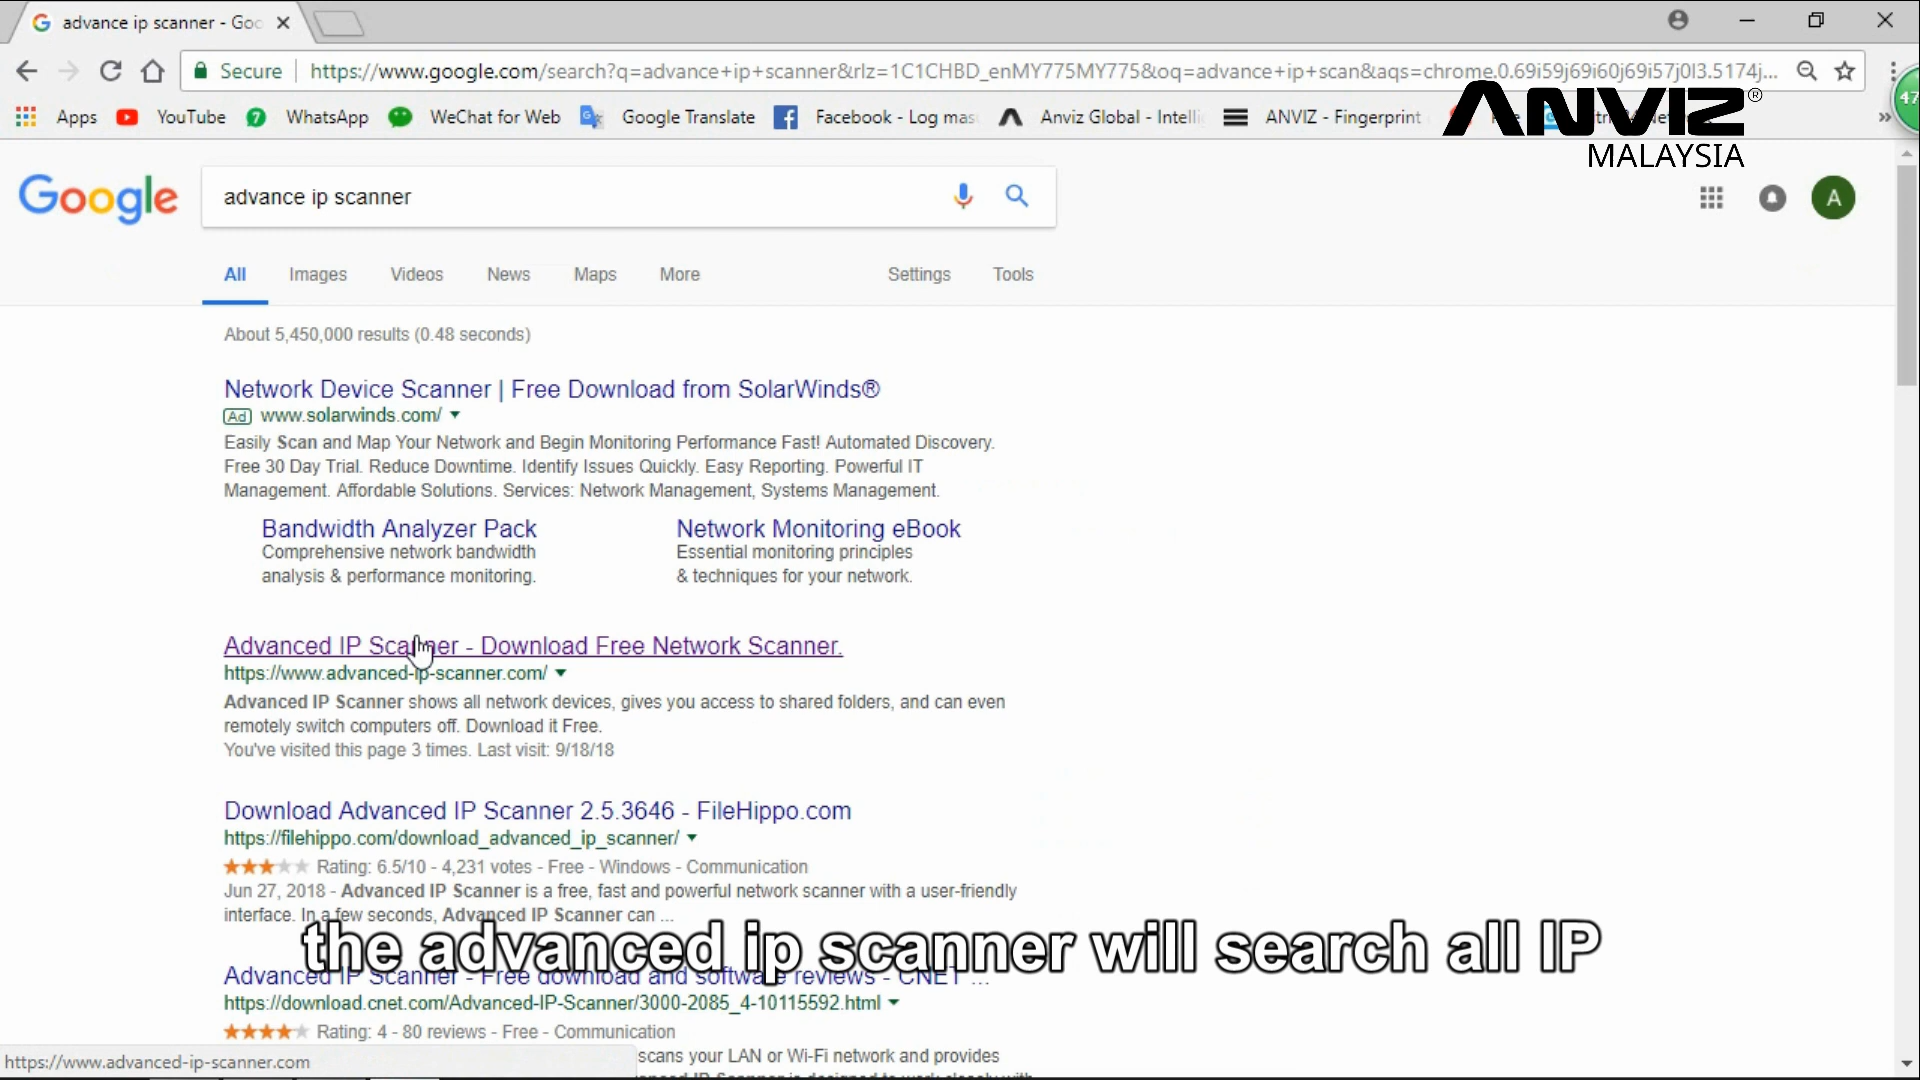 advance ip scanner - Goo
Secure
https://www.google.com/search?q=advance+ip+scanner&rlz=1C1CHBD_enMY775MY775&oq=advance+ip+scan&aqs=chrome.0.69i59j69i60j69i57j0l3.5174j...
Apps
YouTube
7
WhatsApp
WeChat for Web
Google Translate
Facebook - Log mas
Anviz Global - Intelli
ANVIZ - Fingerprint
47
ANVIZ®
MALAYSIA
Google
advance ip scanner
A
All
Images
Videos
News
Maps
More
Settings
Tools
About 5,450,000 results (0.48 seconds)
Network Device Scanner | Free Download from SolarWinds®
Ad www.solarwinds.com/
Easily Scan and Map Your Network and Begin Monitoring Performance Fast! Automated Discovery.
Free 30 Day Trial. Reduce Downtime. Identify Issues Quickly. Easy Reporting. Powerful IT
Management. Affordable Solutions. Services: Network Management, Systems Management.
Bandwidth Analyzer Pack
Comprehensive network bandwidth
analysis & performance monitoring.
Network Monitoring eBook
Essential monitoring principles
& techniques for your network.
Advanced IP Scanner - Download Free Network Scanner.
https://www.advanced-ip-scanner.com/
Advanced IP Scanner shows all network devices, gives you access to shared folders, and can even
remotely switch computers off. Download it Free.
You've visited this page 3 times. Last visit: 9/18/18
Download Advanced IP Scanner 2.5.3646 - FileHippo.com
https://filehippo.com/download_advanced_ip_scanner/
Rating: 6.5/10 - 4,231 votes - Free - Windows - Communication
Jun 27, 2018 - Advanced IP Scanner is a free, fast and powerful network scanner with a user-friendly
interface. In a few seconds, Advanced IP Scanner can ...
the advanced ip scanner will search all IP
Advanced IP Scanner - Free download and software reviews - CNET ...
https://download.cnet.com/Advanced-IP-Scanner/3000-2085_4-10115592.html
Rating: 4 - 80 reviews - Free - Communication
scans your LAN or Wi-Fi network and provides
https://www.advanced-ip-scanner.com